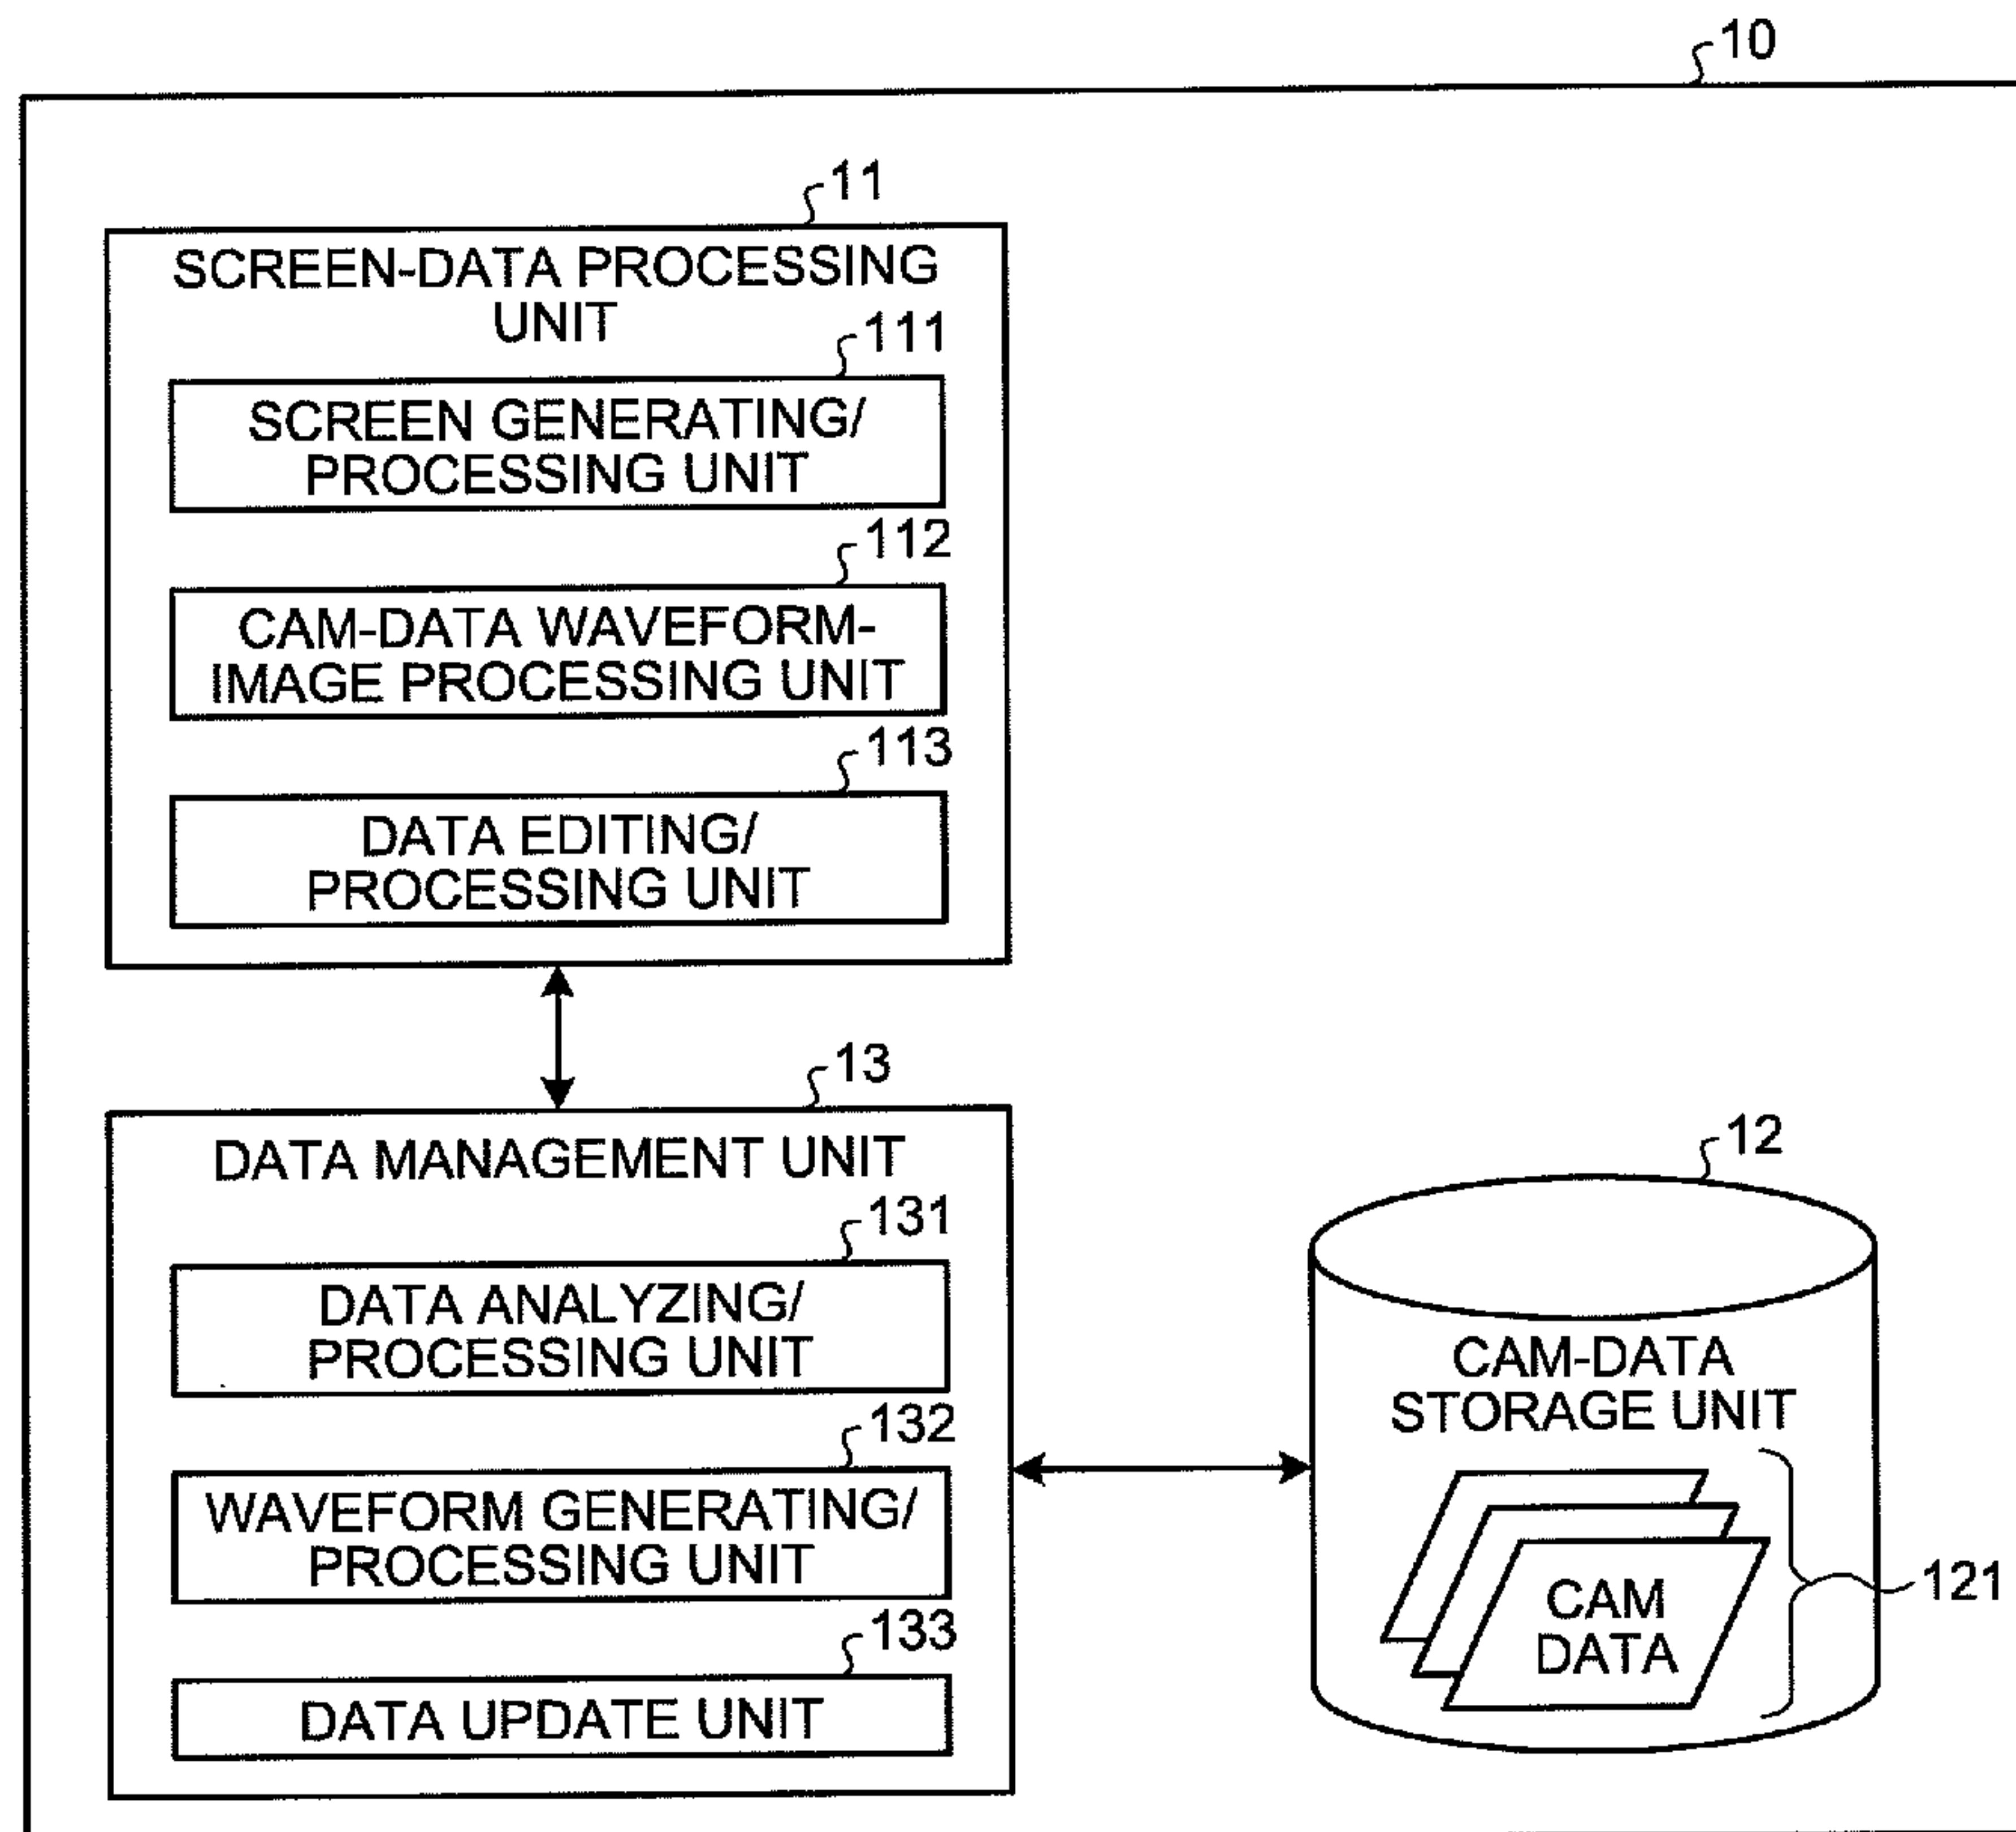 10
11
SCREEN-DATA PROCESSING
UNIT
111
SCREEN GENERATING/
PROCESSING UNIT
112
CAM-DATA WAVEFORM-
IMAGE PROCESSING UNIT
113
DATA EDITING/
PROCESSING UNIT
13
DATA MANAGEMENT UNIT
131
DATA ANALYZING/
PROCESSING UNIT
132
WAVEFORM GENERATING/
PROCESSING UNIT
133
DATA UPDATE UNIT
12
CAM-DATA
STORAGE UNIT
121
CAM
DATA